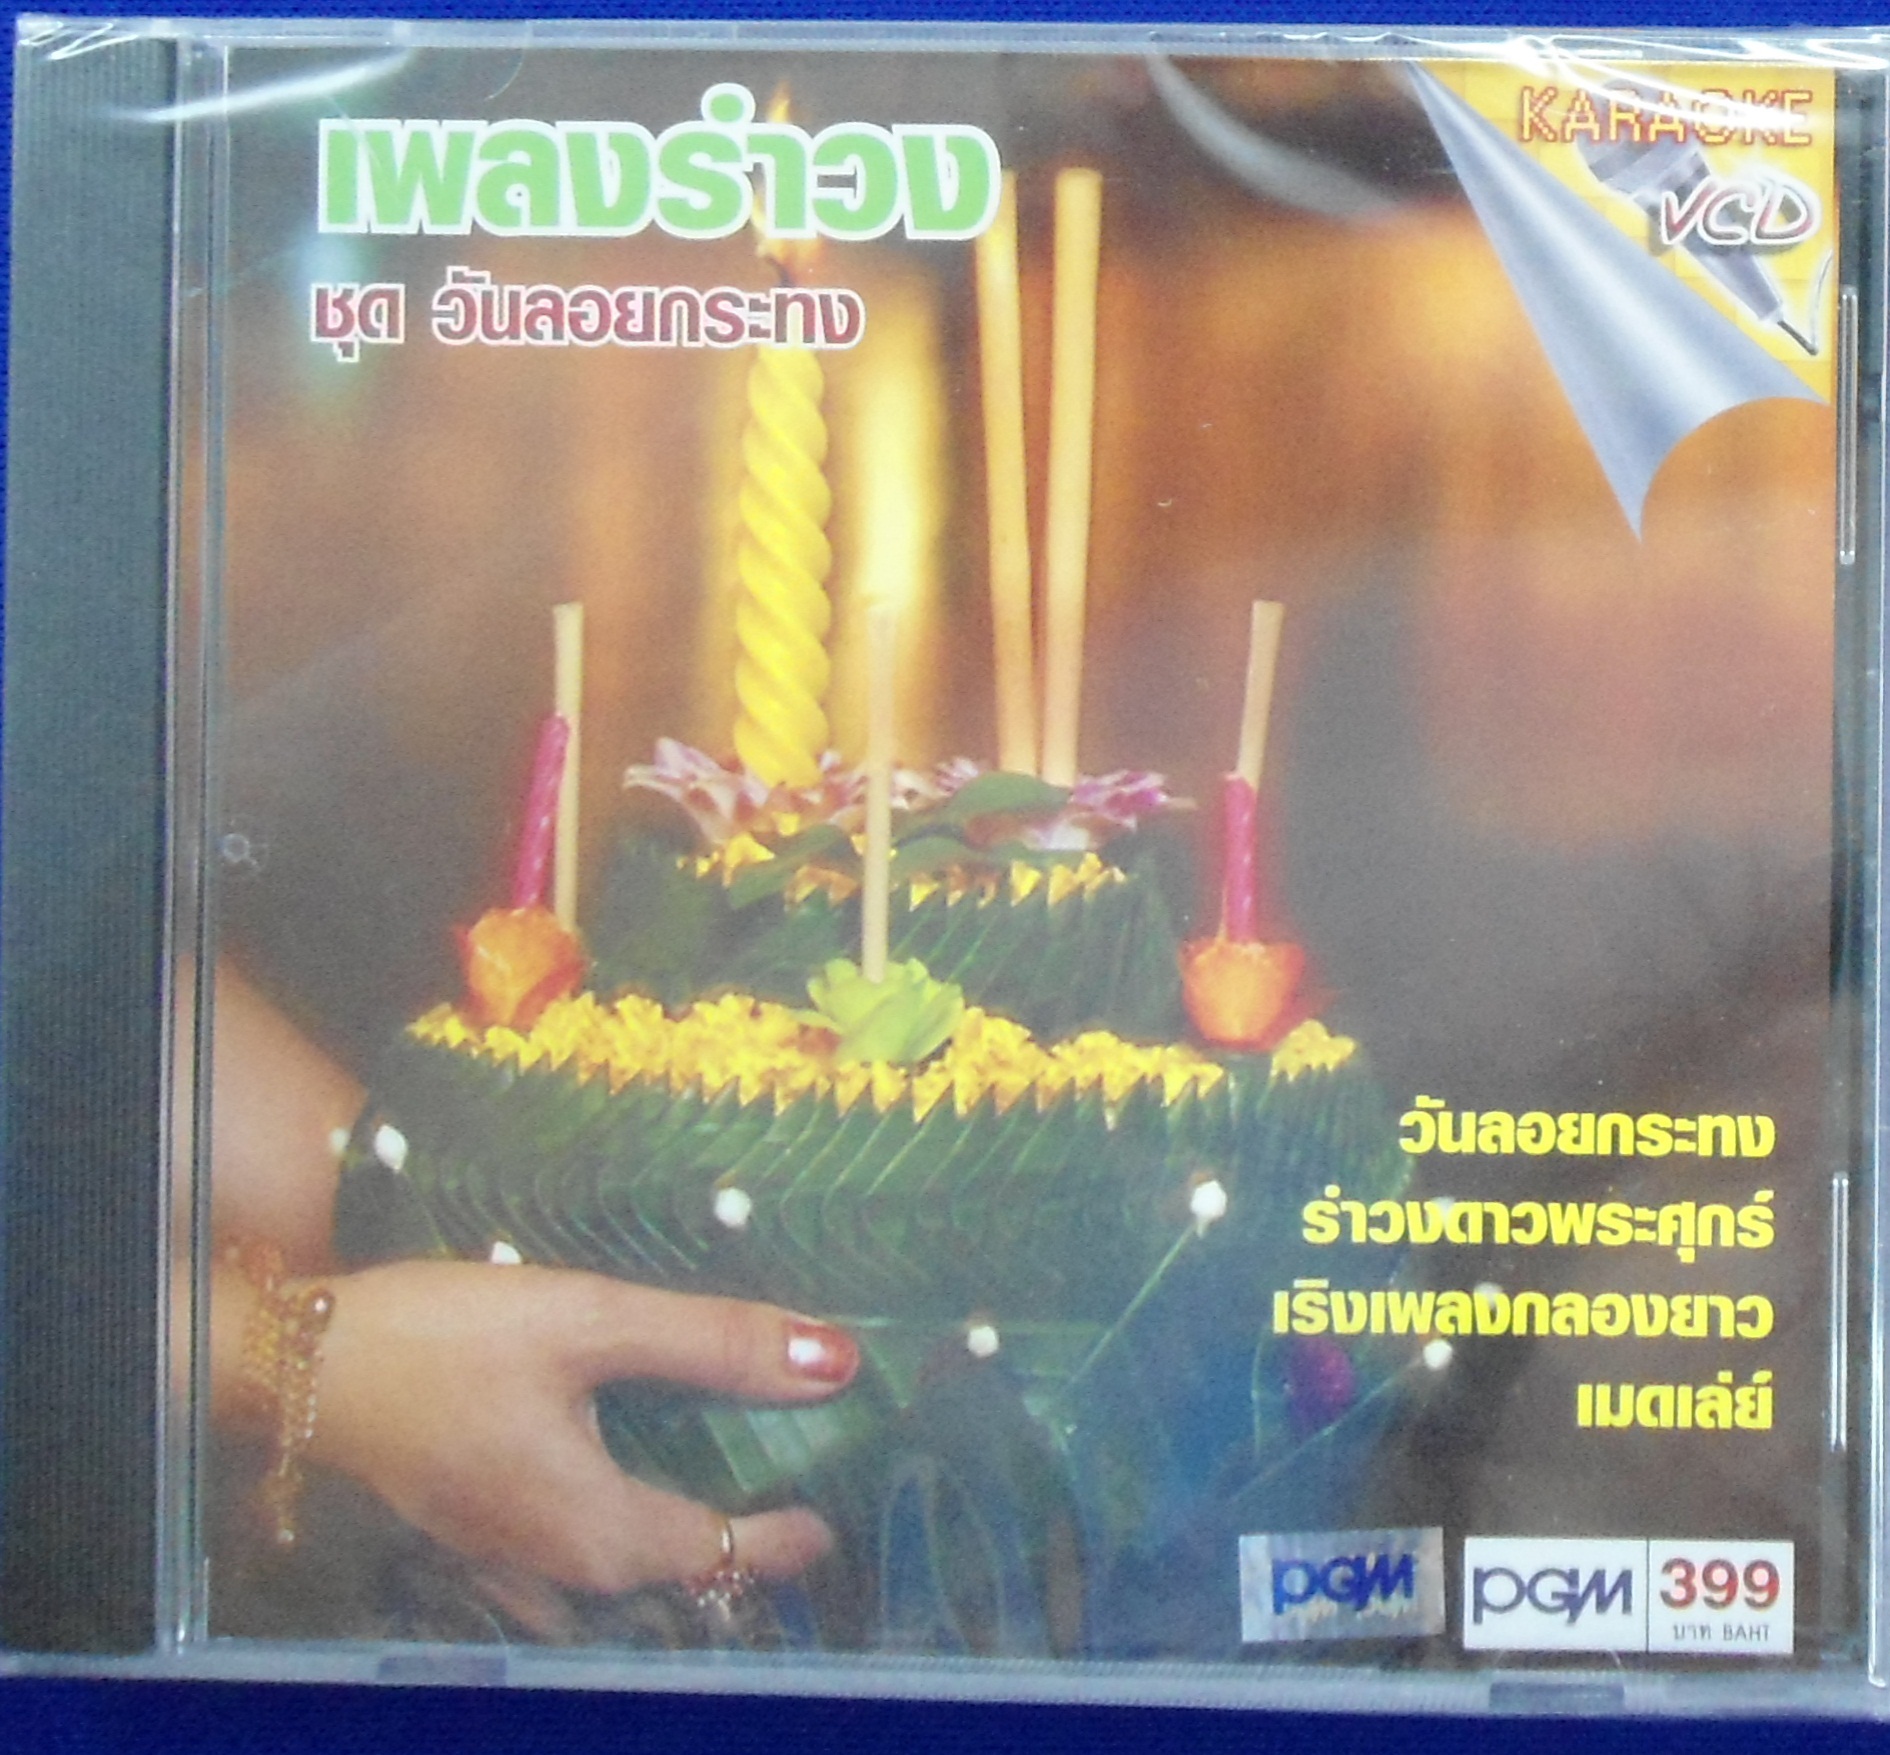 เพลงรำวง
ชุด วันลอยกระทง
KARAOKE
VCD
วันลอยกระทง
รำวงดาวพระศุกร์
เริงเพลงกลองยาว
เมดเล่ย์
PGM
PGM 399
บาท BAHT